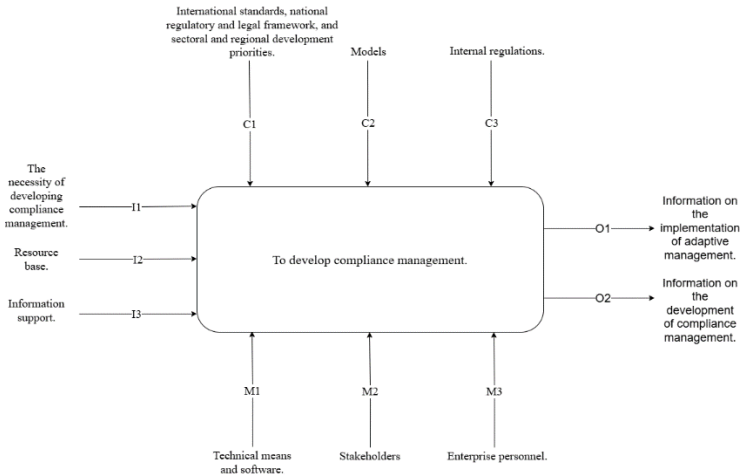 International standards, national
regulatory and legal framework, and
sectoral and regional development
priorities.
Models
Internal regulations.
C1
C2
C3
The
necessity of
developing
compliance
management.
I1
Resource
base.
I2
Information
support.
I3
To develop compliance management.
O1
Information on
the
implementation
of adaptive
management.
O2
Information on
the
development
of compliance
management.
M1
M2
M3
Technical means
and software.
Stakeholders
Enterprise personnel.